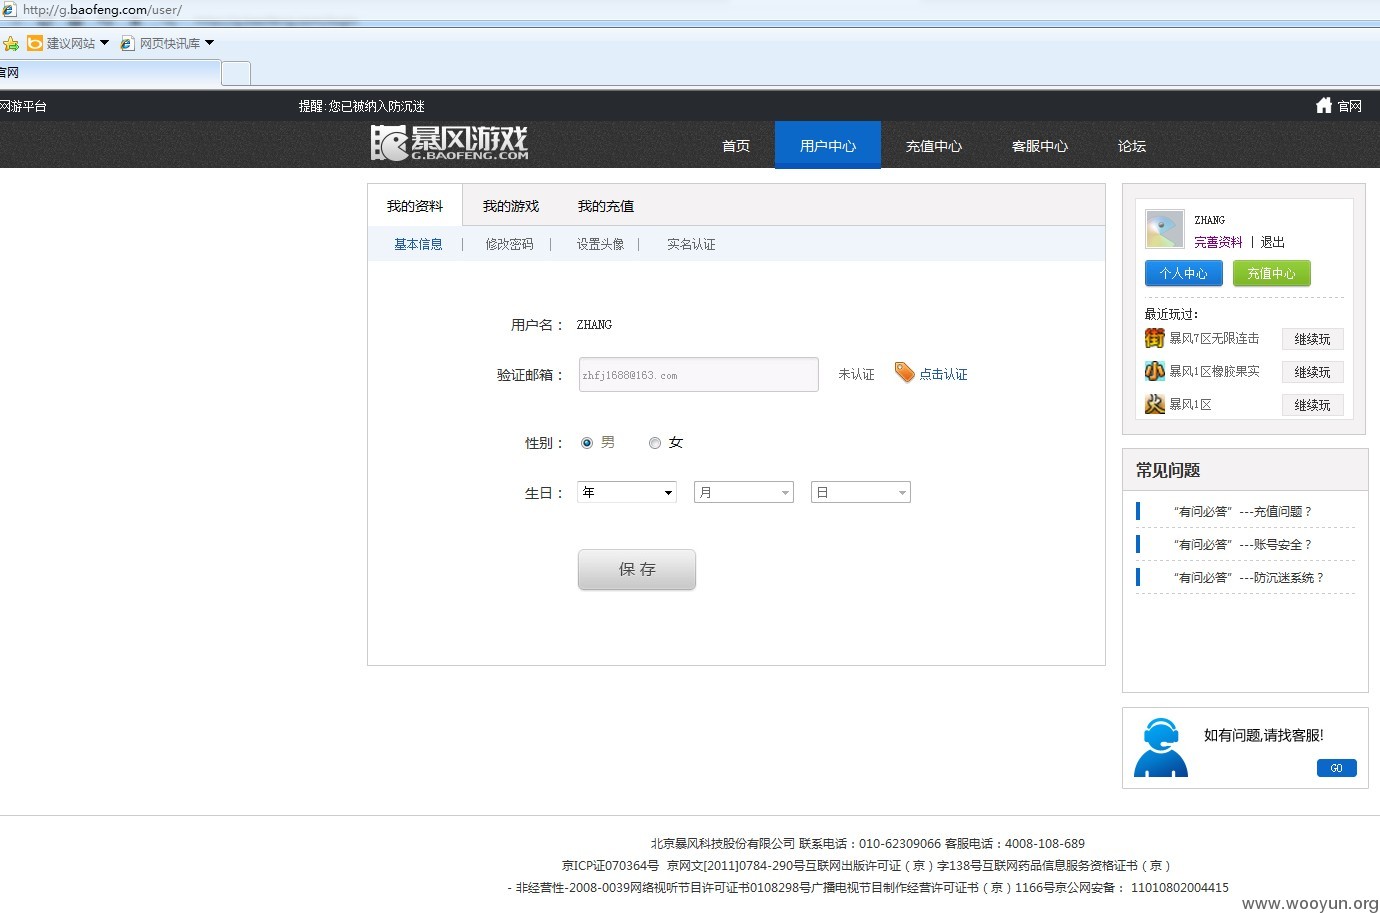 http://g.baofeng.com/user/
建议网站 网页快讯库
官网
网游平台 提醒:您已被纳入防沉迷 官网
暴风游戏
G.BAOFENG.COM
首页 用户中心 充值中心 客服中心 论坛
我的资料 我的游戏 我的充值
基本信息 | 修改密码 | 设置头像 | 实名认证
用户名： ZHANG
验证邮箱： zhfj1688@163.com 未认证 点击认证
性别： 男 女
生日： 年 月 日
保 存
ZHANG
完善资料 | 退出
个人中心 充值中心
最近玩过：
街 暴风7区无限连击 继续玩
小 暴风1区橡胶果实 继续玩
火 暴风1区 继续玩
常见问题
“有问必答”---充值问题？
“有问必答”---账号安全？
“有问必答”---防沉迷系统？
如有问题,请找客服!
GO
北京暴风科技股份有限公司 联系电话：010-62309066 客服电话：4008-108-689
京ICP证070364号 京网文[2011]0784-290号互联网出版许可证（京）字138号互联网药品信息服务资格证书（京）
- 非经营性-2008-0039网络视听节目许可证书0108298号广播电视节目制作经营许可证书（京）1166号京公网安备： 11010802004415
www.wooyun.org